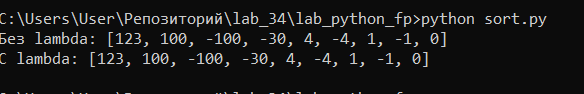 C:\Users\User\Репозиторий\lab_34\lab_python_fp>python sort.py
Без lambda: [123, 100, -100, -30, 4, -4, 1, -1, 0]
С lambda: [123, 100, -100, -30, 4, -4, 1, -1, 0]